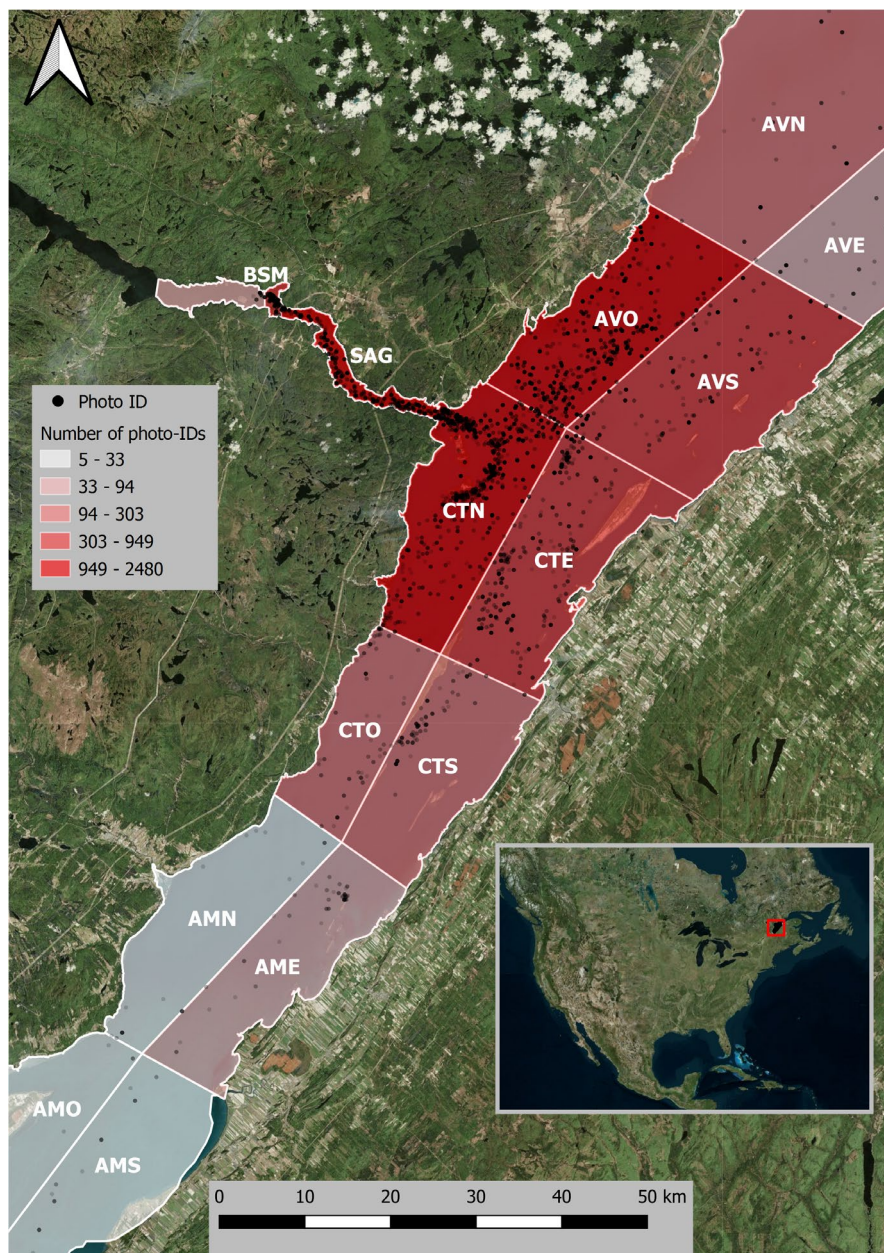 AVN
AVE
BSM
AVO
SAG
AVS
Photo ID
Number of photo-IDs
5 - 33
33 - 94
94 - 303
303 - 949
949 - 2480
CTN
CTE
CTO
CTS
AMN
AME
AMO
AMS
0 10 20 30 40 50 km